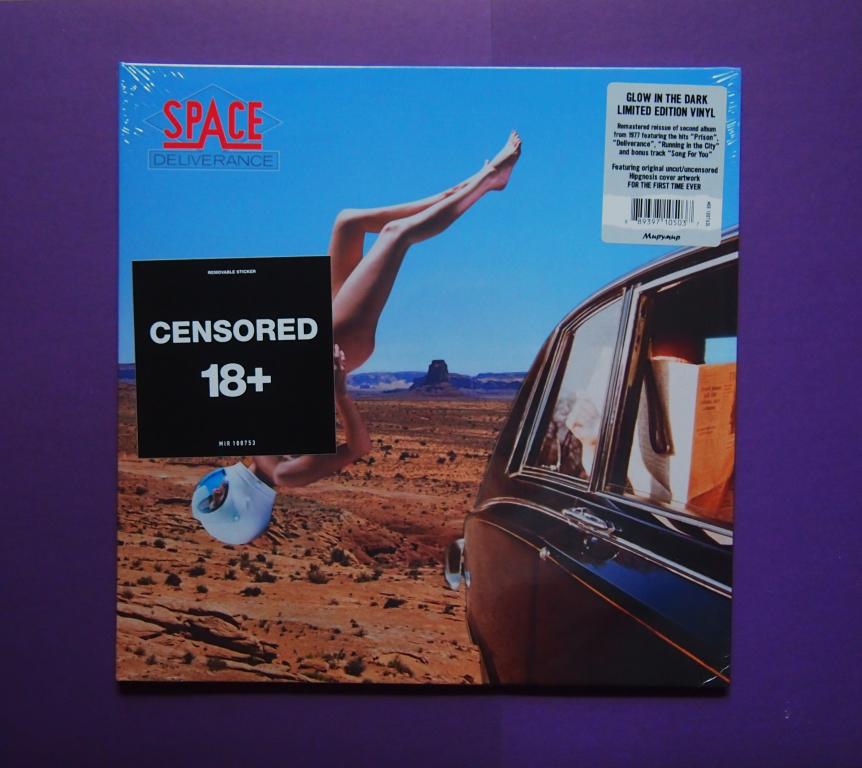 SPACE
DELIVERANCE
GLOW IN THE DARK
LIMITED EDITION VINYL
Remastered reissue of second album
from 1977 featuring the hits "Prison",
"Deliverance", "Running in the City"
and bonus track "Song For You"
Featuring original uncut/uncensored
Hipgnosis cover artwork
FOR THE FIRST TIME EVER
89397 10503
Мирумир
REMOVABLE STICKER
CENSORED
18+
MIR 100753